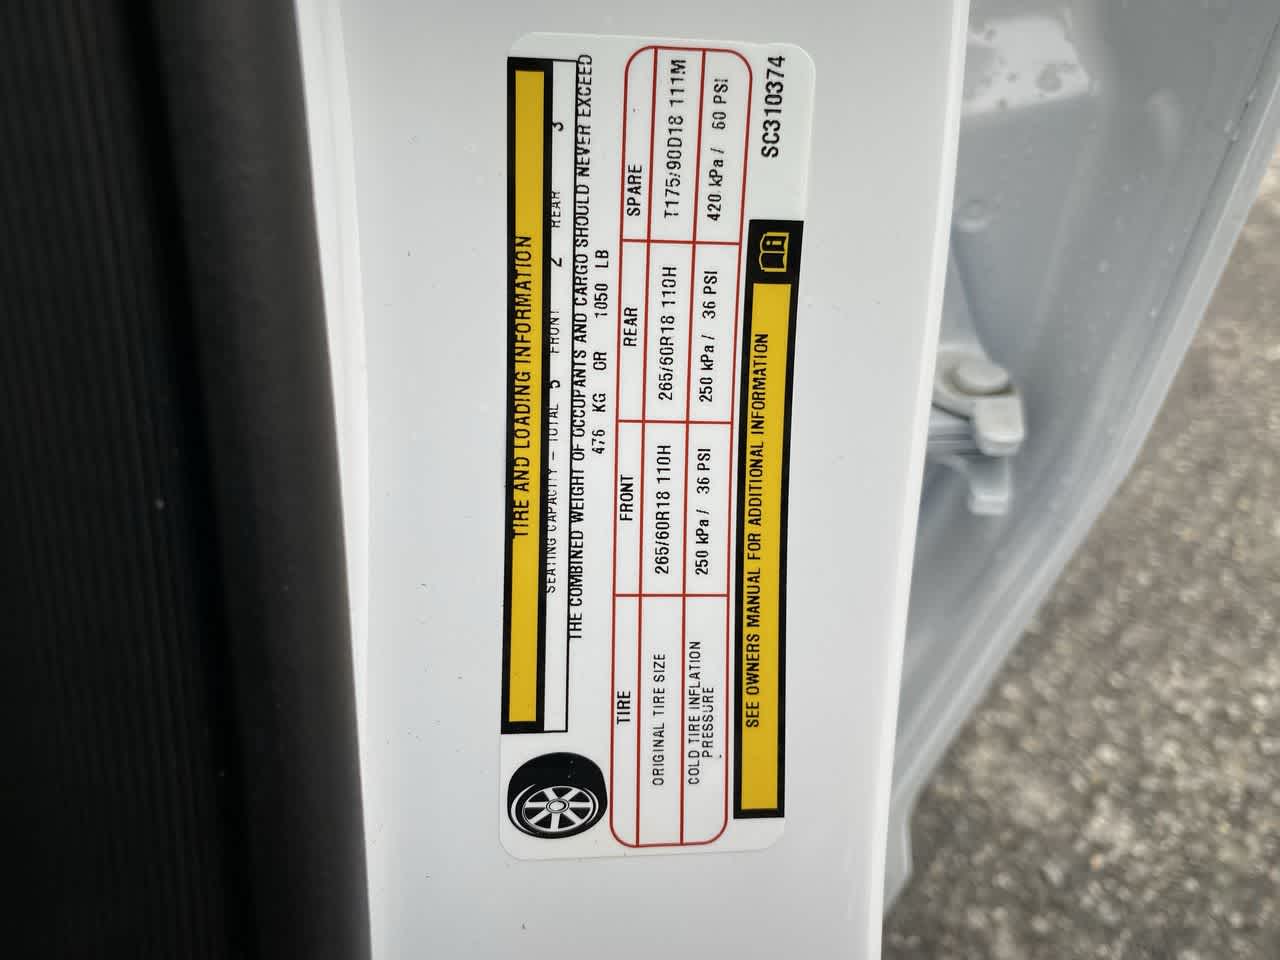 TIRE AND LOADING INFORMATION
SEATING CAPACITY – TOTAL 5 FRONT 2 REAR 3
THE COMBINED WEIGHT OF OCCUPANTS AND CARGO SHOULD NEVER EXCEED
476 KG OR 1050 LB
TIRE FRONT REAR SPARE
ORIGINAL TIRE SIZE 265/60R18 110H 265/60R18 110H T175/90D18 111M
COLD TIRE INFLATION PRESSURE 250 kPa / 36 PSI 250 kPa / 36 PSI 420 kPa / 60 PSI
SEE OWNERS MANUAL FOR ADDITIONAL INFORMATION
SC310374